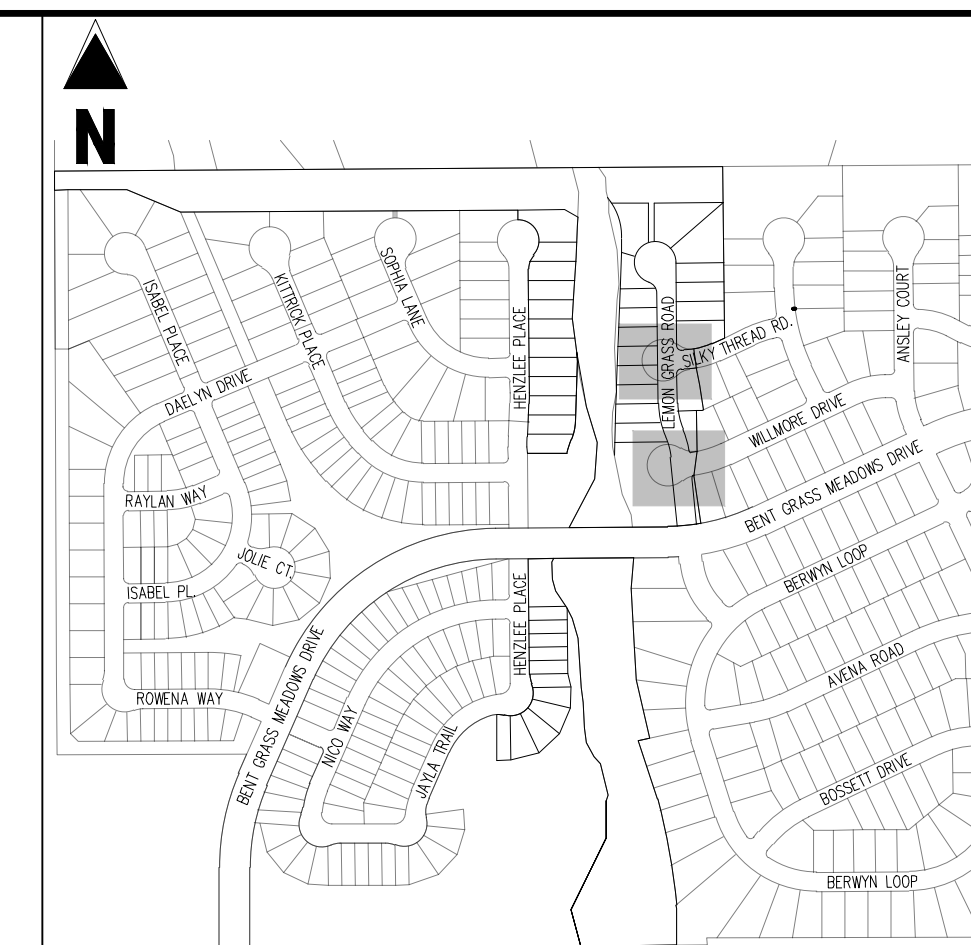 N
ISABEL PLACE
KITTRICK PLACE
SOPHIA LANE
HENZLEE PLACE
LEMON GRASS ROAD
SILKY THREAD RD.
ANSLEY COURT
DAELYN DRIVE
WILLMORE DRIVE
RAYLAN WAY
BENT GRASS MEADOWS DRIVE
JOLIE CT.
BERWYN LOOP
ISABEL PL.
HENZLEE PLACE
AVENA ROAD
ROWENA WAY
BENT GRASS MEADOWS DRIVE
NICO WAY
JAYLA TRAIL
BOSSETT DRIVE
BERWYN LOOP